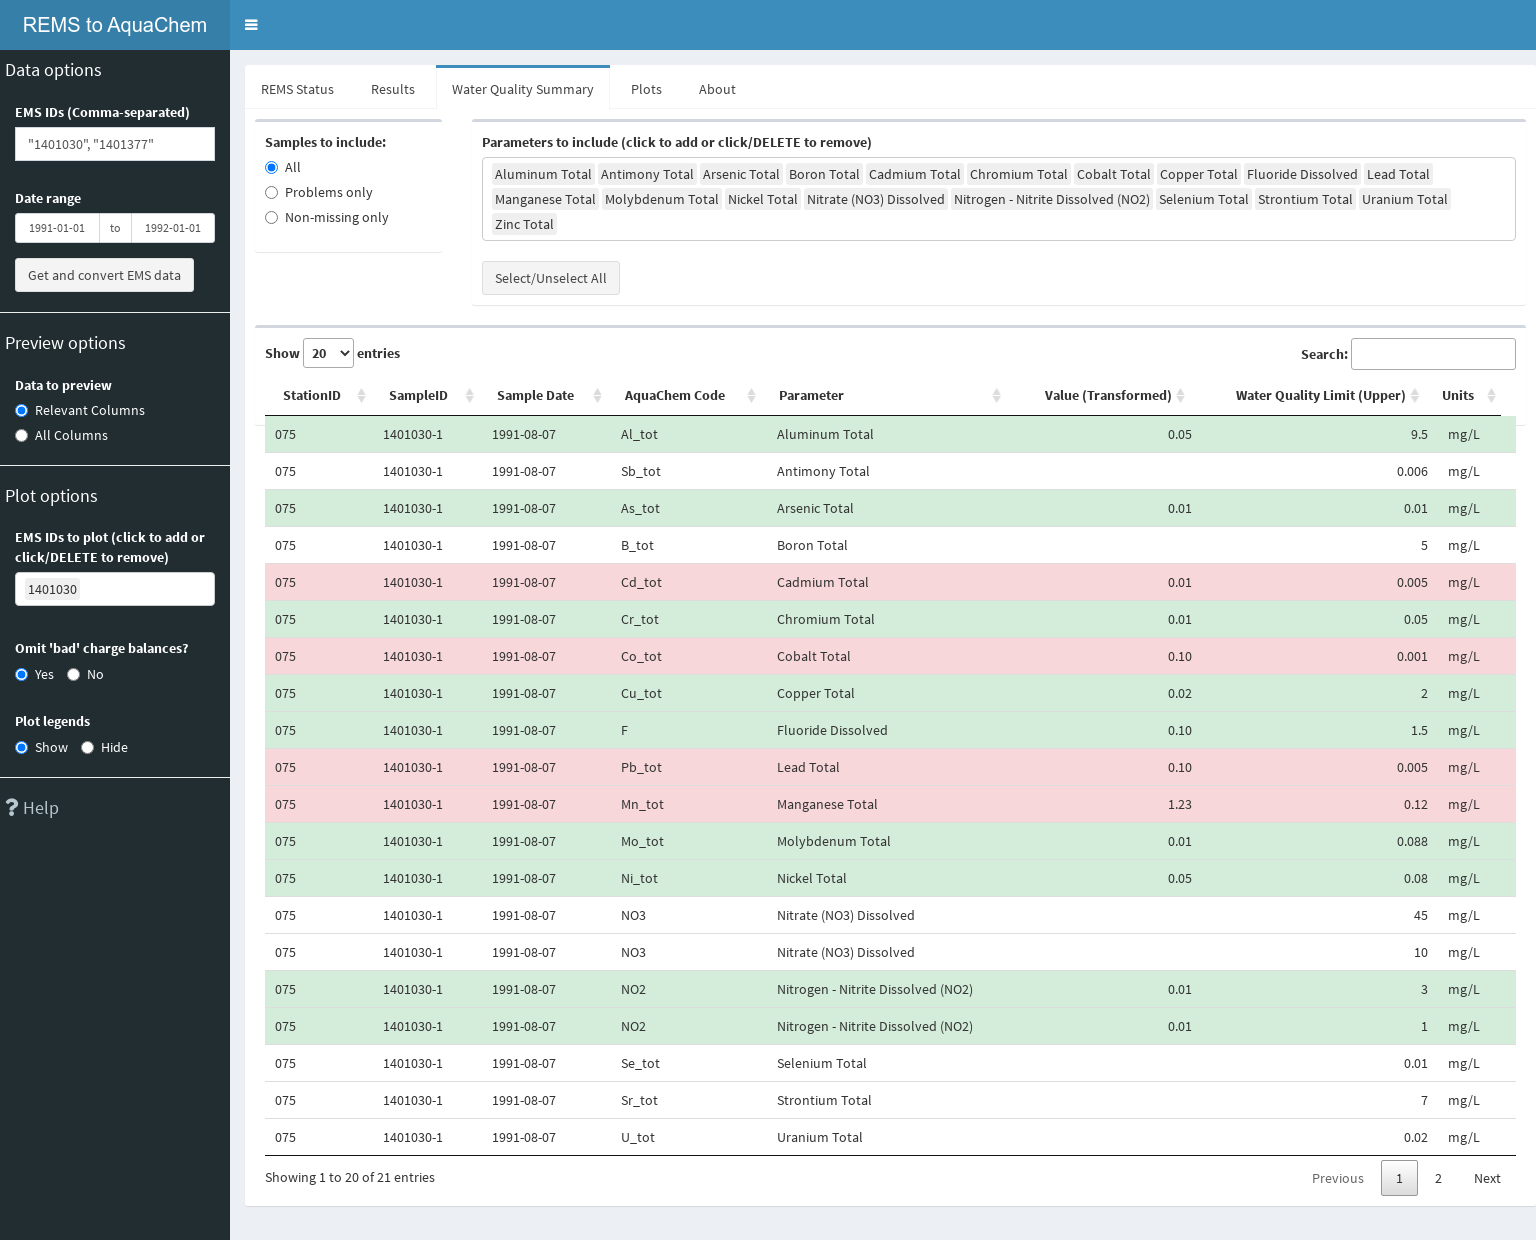 REMS to AquaChem
Data options
EMS IDs (Comma-separated)
"1401030", "1401377"
Date range
1991-01-01 to 1992-01-01
Get and convert EMS data
Preview options
Data to preview
Relevant Columns
All Columns
Plot options
EMS IDs to plot (click to add or
click/DELETE to remove)
1401030
Omit 'bad' charge balances?
Yes No
Plot legends
Show Hide
? Help
REMS Status Results Water Quality Summary Plots About
Samples to include:
All
Problems only
Non-missing only
Parameters to include (click to add or click/DELETE to remove)
Aluminum Total Antimony Total Arsenic Total Boron Total Cadmium Total Chromium Total Cobalt Total Copper Total Fluoride Dissolved Lead Total
Manganese Total Molybdenum Total Nickel Total Nitrate (NO3) Dissolved Nitrogen - Nitrite Dissolved (NO2) Selenium Total Strontium Total Uranium Total
Zinc Total
Select/Unselect All
Show 20 entries Search:
StationID SampleID Sample Date AquaChem Code Parameter Value (Transformed) Water Quality Limit (Upper) Units
075 1401030-1 1991-08-07 Al_tot Aluminum Total 0.05 9.5 mg/L
075 1401030-1 1991-08-07 Sb_tot Antimony Total 0.006 mg/L
075 1401030-1 1991-08-07 As_tot Arsenic Total 0.01 0.01 mg/L
075 1401030-1 1991-08-07 B_tot Boron Total 5 mg/L
075 1401030-1 1991-08-07 Cd_tot Cadmium Total 0.01 0.005 mg/L
075 1401030-1 1991-08-07 Cr_tot Chromium Total 0.01 0.05 mg/L
075 1401030-1 1991-08-07 Co_tot Cobalt Total 0.10 0.001 mg/L
075 1401030-1 1991-08-07 Cu_tot Copper Total 0.02 2 mg/L
075 1401030-1 1991-08-07 F Fluoride Dissolved 0.10 1.5 mg/L
075 1401030-1 1991-08-07 Pb_tot Lead Total 0.10 0.005 mg/L
075 1401030-1 1991-08-07 Mn_tot Manganese Total 1.23 0.12 mg/L
075 1401030-1 1991-08-07 Mo_tot Molybdenum Total 0.01 0.088 mg/L
075 1401030-1 1991-08-07 Ni_tot Nickel Total 0.05 0.08 mg/L
075 1401030-1 1991-08-07 NO3 Nitrate (NO3) Dissolved 45 mg/L
075 1401030-1 1991-08-07 NO3 Nitrate (NO3) Dissolved 10 mg/L
075 1401030-1 1991-08-07 NO2 Nitrogen - Nitrite Dissolved (NO2) 0.01 3 mg/L
075 1401030-1 1991-08-07 NO2 Nitrogen - Nitrite Dissolved (NO2) 0.01 1 mg/L
075 1401030-1 1991-08-07 Se_tot Selenium Total 0.01 mg/L
075 1401030-1 1991-08-07 Sr_tot Strontium Total 7 mg/L
075 1401030-1 1991-08-07 U_tot Uranium Total 0.02 mg/L
Showing 1 to 20 of 21 entries Previous 1 2 Next